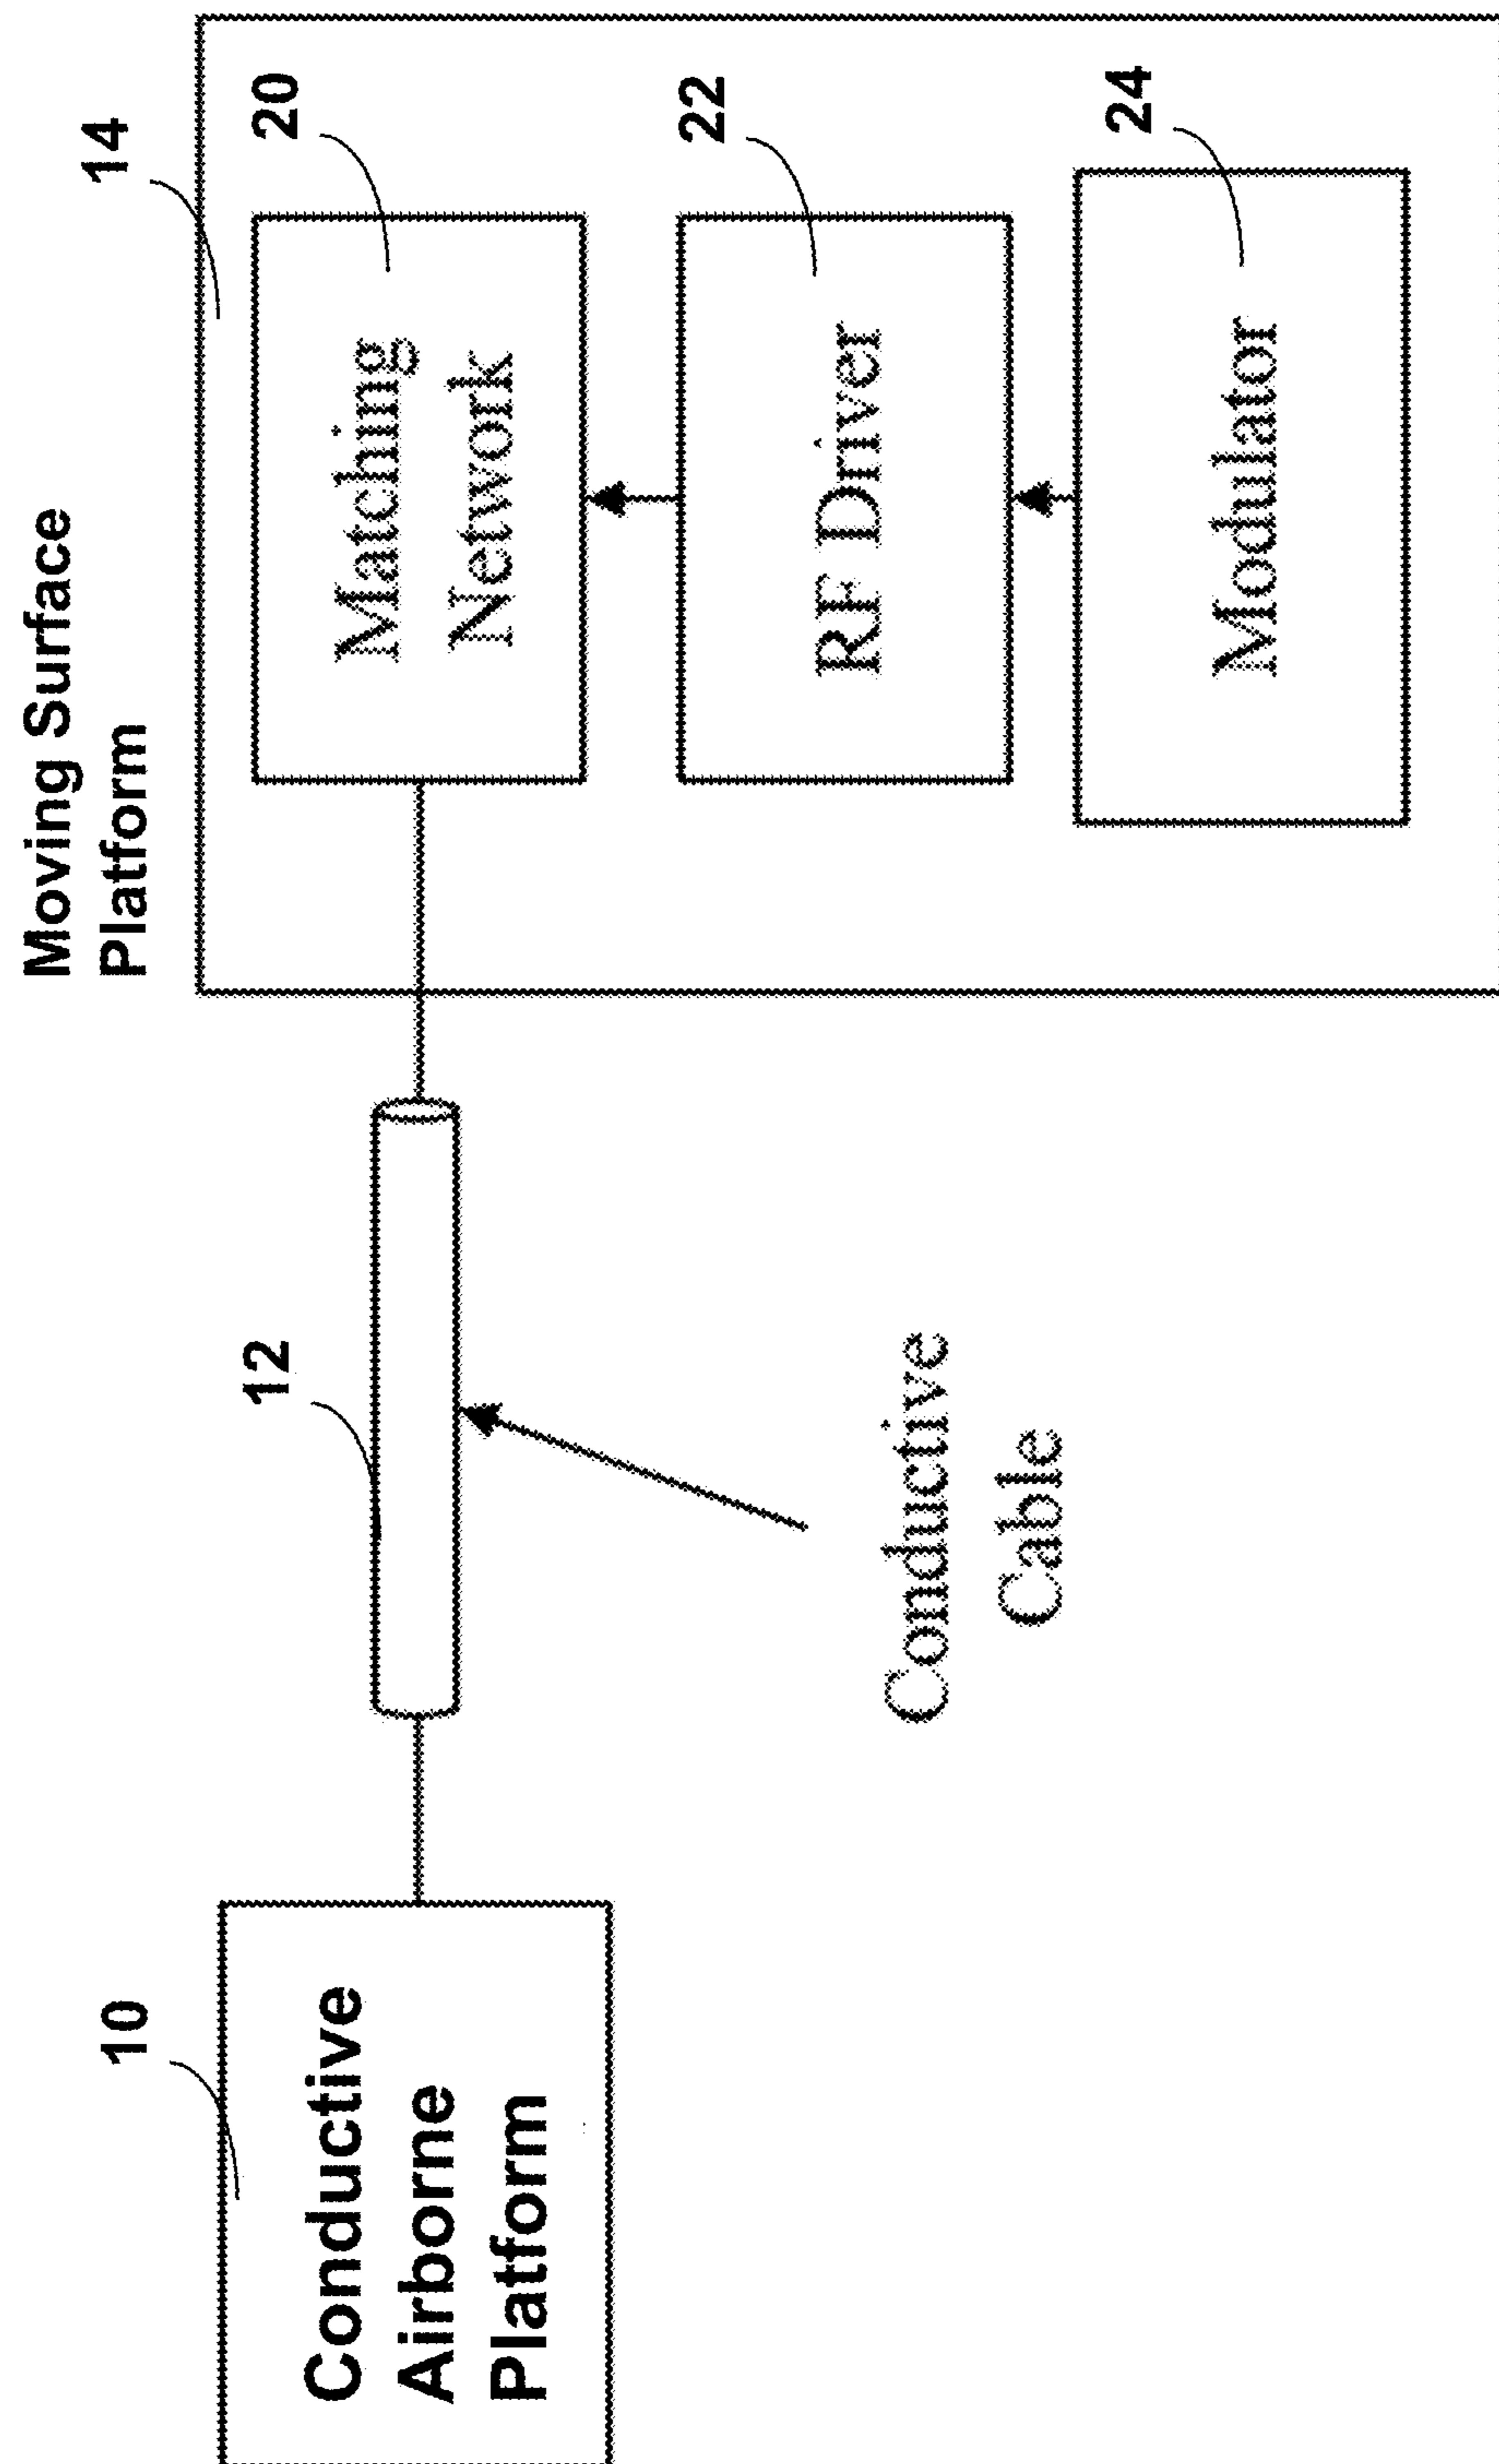 Moving Surface
Platform
14
20
Matching
Network
22
RF Driver
24
Modulator
12
Conductive
Cable
10
Conductive
Airborne
Platform